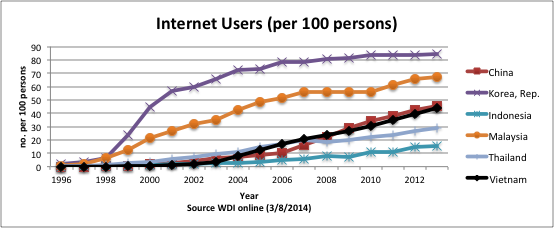 Internet Users (per 100 persons)
no. per 100 persons
90
80
70
60
50
40
30
20
10
0
1996 1998 2000 2002 2004 2006 2008 2010 2012
Year
Source WDI online (3/8/2014)
China
Korea, Rep.
Indonesia
Malaysia
Thailand
Vietnam